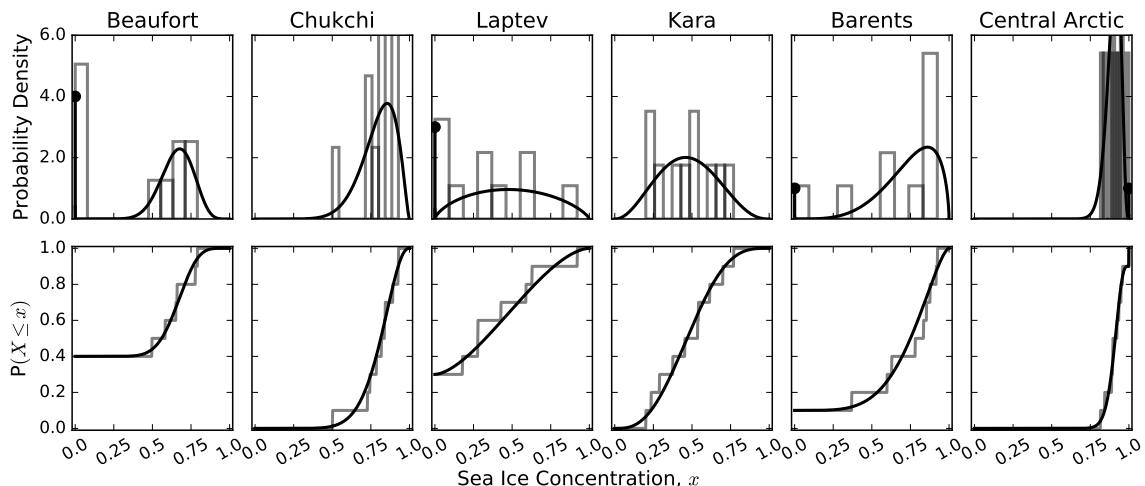 Beaufort Chukchi Laptev Kara Barents Central Arctic
6.0
4.0
2.0
0.0
Probability Density
1.0
0.8
0.6
0.4
0.2
0.0
P(X ≤ x)
0.0 0.25 0.5 0.75 1.0 0.0 0.25 0.5 0.75 1.0 0.0 0.25 0.5 0.75 1.0 0.0 0.25 0.5 0.75 1.0 0.0 0.25 0.5 0.75 1.0 0.0 0.25 0.5 0.75 1.0
Sea Ice Concentration, x